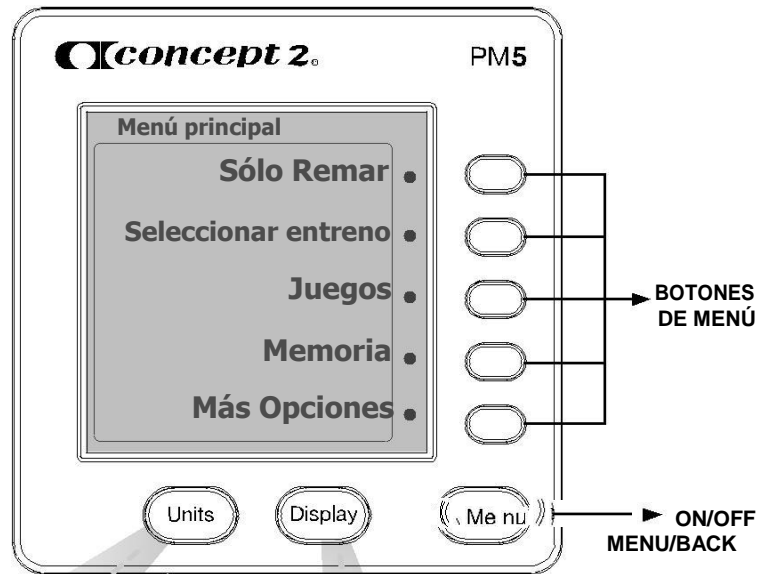 concept 2®
PM5
Menú principal
Sólo Remar
Seleccionar entreno
Juegos
Memoria
Más Opciones
BOTONES
DE MENÚ
Units
Display
Menu
ON/OFF
MENU/BACK